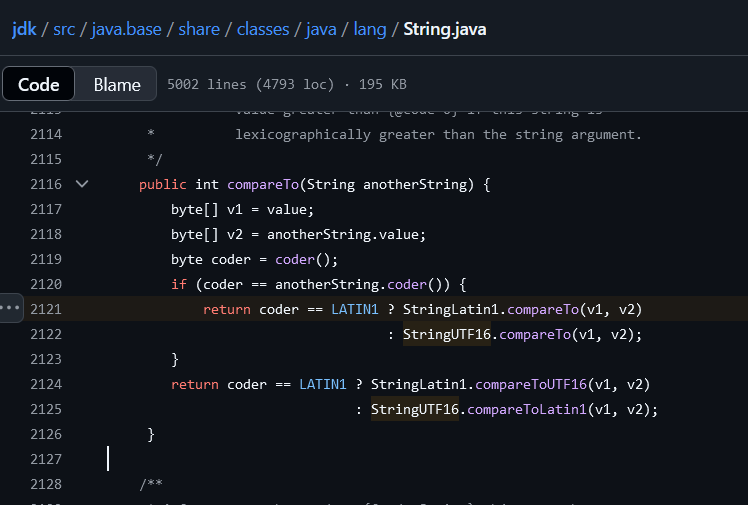 jdk / src / java.base / share / classes / java / lang / String.java
Code Blame 5002 lines (4793 loc) · 195 KB
2114 * lexicographically greater than the string argument.
2115 */
2116 public int compareTo(String anotherString) {
2117 byte[] v1 = value;
2118 byte[] v2 = anotherString.value;
2119 byte coder = coder();
2120 if (coder == anotherString.coder()) {
2121 return coder == LATIN1 ? StringLatin1.compareTo(v1, v2)
2122 : StringUTF16.compareTo(v1, v2);
2123 }
2124 return coder == LATIN1 ? StringLatin1.compareToUTF16(v1, v2)
2125 : StringUTF16.compareToLatin1(v1, v2);
2126 }
2127
2128 /**